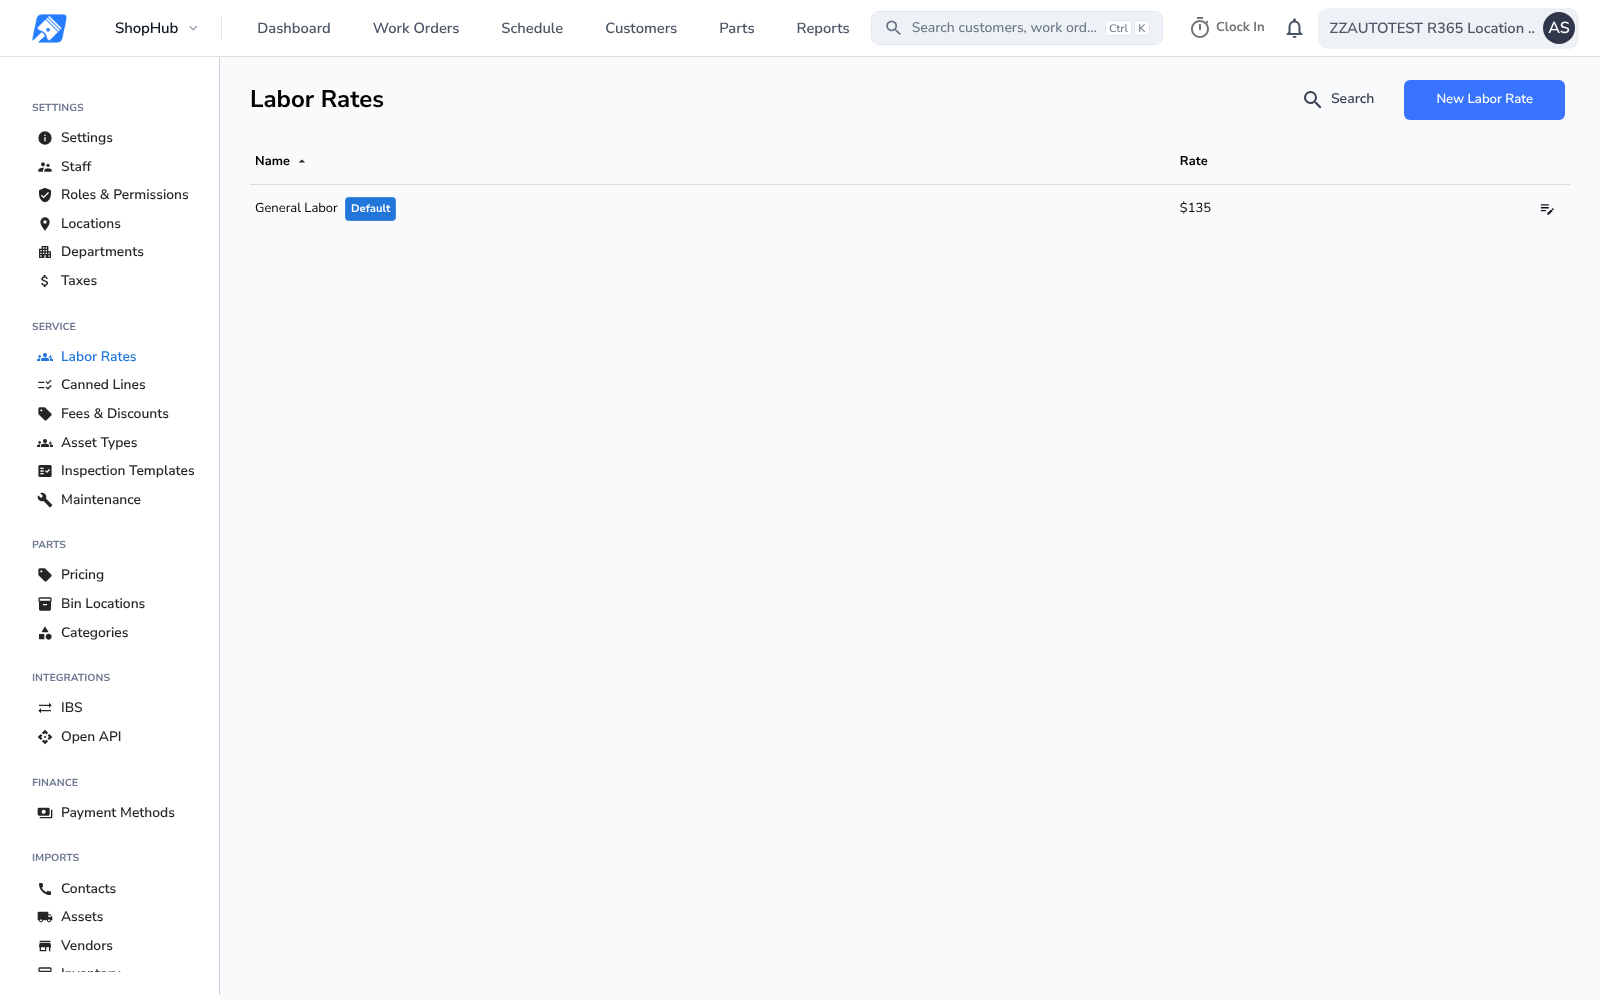 ShopHub
Dashboard
Work Orders
Schedule
Customers
Parts
Reports
Search customers, work ord...
Ctrl
K
Clock In
ZZAUTOTEST R365 Location ..
AS
SETTINGS
Settings
Staff
Roles & Permissions
Locations
Departments
Taxes
SERVICE
Labor Rates
Canned Lines
Fees & Discounts
Asset Types
Inspection Templates
Maintenance
PARTS
Pricing
Bin Locations
Categories
INTEGRATIONS
IBS
Open API
FINANCE
Payment Methods
IMPORTS
Contacts
Assets
Vendors
Labor Rates
Search
New Labor Rate
Name
Rate
General Labor
Default
$135